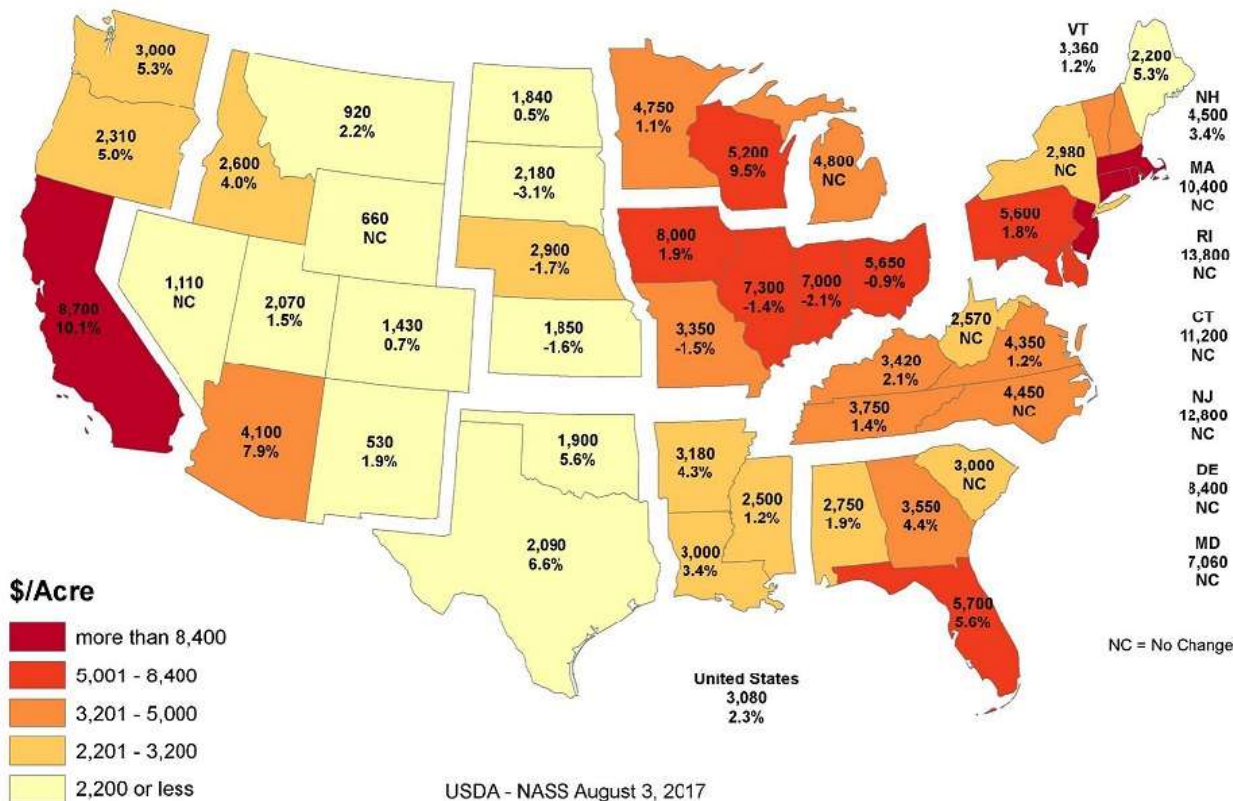 3,000
5.3%
2,310
5.0%
8,700
10.1%
2,600
4.0%
1,110
NC
920
2.2%
660
NC
2,070
1.5%
1,430
0.7%
4,100
7.9%
530
1.9%
1,840
0.5%
2,180
-3.1%
2,900
-1.7%
1,850
-1.6%
1,900
5.6%
2,090
6.6%
4,750
1.1%
5,200
9.5%
4,800
NC
8,000
1.9%
7,300
-1.4%
7,000
-2.1%
5,650
-0.9%
3,350
-1.5%
3,180
4.3%
3,000
3.4%
2,500
1.2%
3,420
2.1%
3,750
1.4%
2,570
NC
4,350
1.2%
4,450
NC
2,750
1.9%
3,550
4.4%
3,000
NC
5,700
5.6%
2,980
NC
5,600
1.8%
VT
3,360
1.2%
2,200
5.3%
NH
4,500
3.4%
MA
10,400
NC
RI
13,800
NC
CT
11,200
NC
NJ
12,800
NC
DE
8,400
NC
MD
7,060
NC
NC = No Change
United States
3,080
2.3%
$/Acre
more than 8,400
5,001 - 8,400
3,201 - 5,000
2,201 - 3,200
2,200 or less
USDA - NASS August 3, 2017